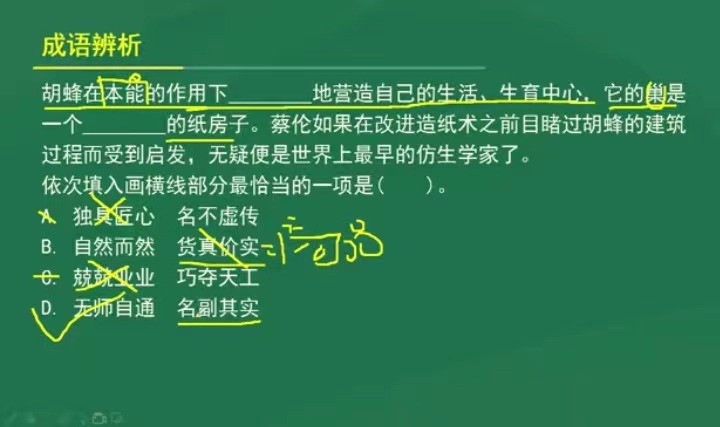 成语辨析
胡蜂在本能的作用下________地营造自己的生活、生育中心，它的巢是
一个________的纸房子。蔡伦如果在改进造纸术之前目睹过胡蜂的建筑
过程而受到启发，无疑便是世界上最早的仿生学家了。
依次填入画横线部分最恰当的一项是(　　)。
A. 独具匠心　名不虚传
B. 自然而然　货真价实
C. 兢兢业业　巧夺天工
D. 无师自通　名副其实